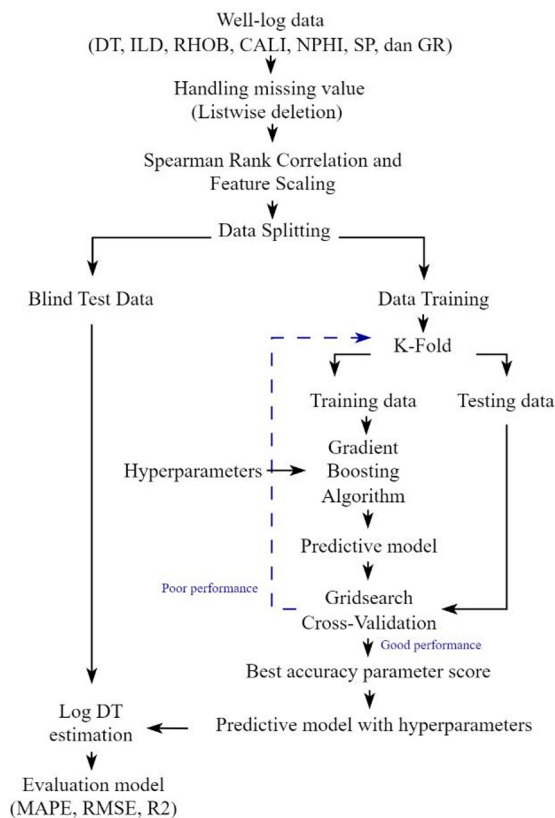 Well-log data
(DT, ILD, RHOB, CALI, NPHI, SP, dan GR)
Handling missing value
(Listwise deletion)
Spearman Rank Correlation and
Feature Scaling
Data Splitting
Blind Test Data
Data Training
K-Fold
Training data
Testing data
Gradient
Boosting
Algorithm
Hyperparameters
Predictive model
Poor performance
Gridsearch
Cross-Validation
Good performance
Best accuracy parameter score
Predictive model with hyperparameters
Log DT
estimation
Evaluation model
(MAPE, RMSE, R2)